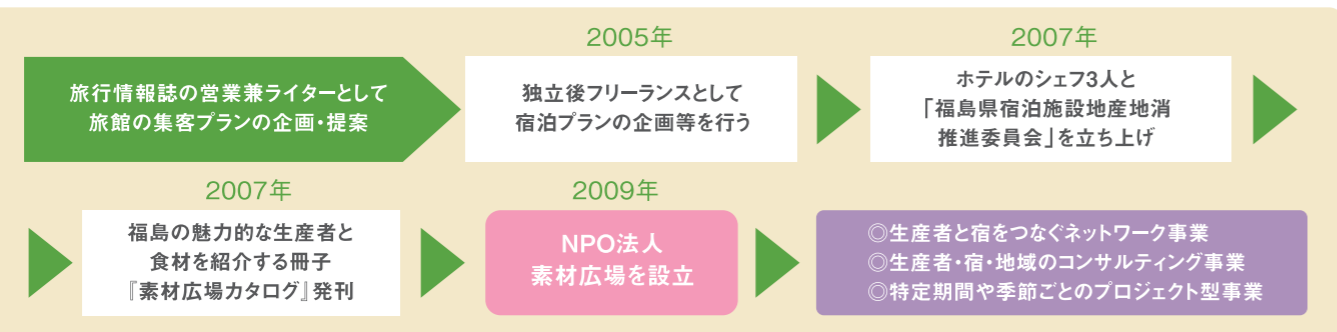 旅行情報誌の営業兼ライターとして
旅館の集客プランの企画・提案
2005年
独立後フリーランスとして
宿泊プランの企画等を行う
2007年
ホテルのシェフ3人と
「福島県宿泊施設地産地消
推進委員会」を立ち上げ
2007年
福島の魅力的な生産者と
食材を紹介する冊子
『素材広場カタログ』発刊
2009年
NPO法人
素材広場を設立
◎生産者と宿をつなぐネットワーク事業
◎生産者・宿・地域のコンサルティング事業
◎特定期間や季節ごとのプロジェクト型事業